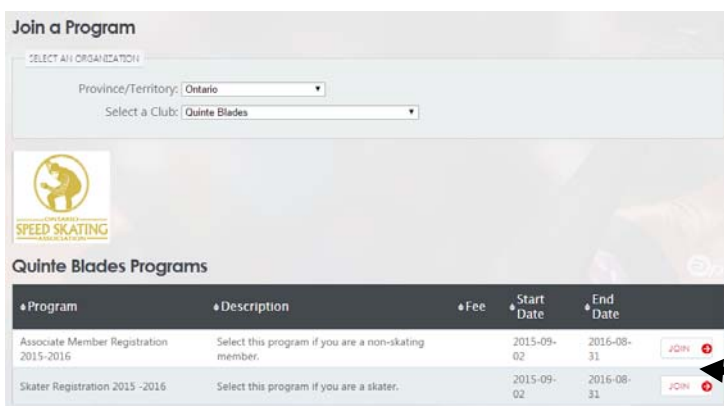 Join a Program
SELECT AN ORGANIZATION
Province/Territory: Ontario
Select a Club: Quinte Blades
ONTARIO
SPEED SKATING
ASSOCIATION
Quinte Blades Programs
Program Description Fee Start Date End Date
Associate Member Registration 2015-2016 Select this program if you are a non-skating member. 2015-09-02 2016-08-31 JOIN
Skater Registration 2015 -2016 Select this program if you are a skater. 2015-09-02 2016-08-31 JOIN